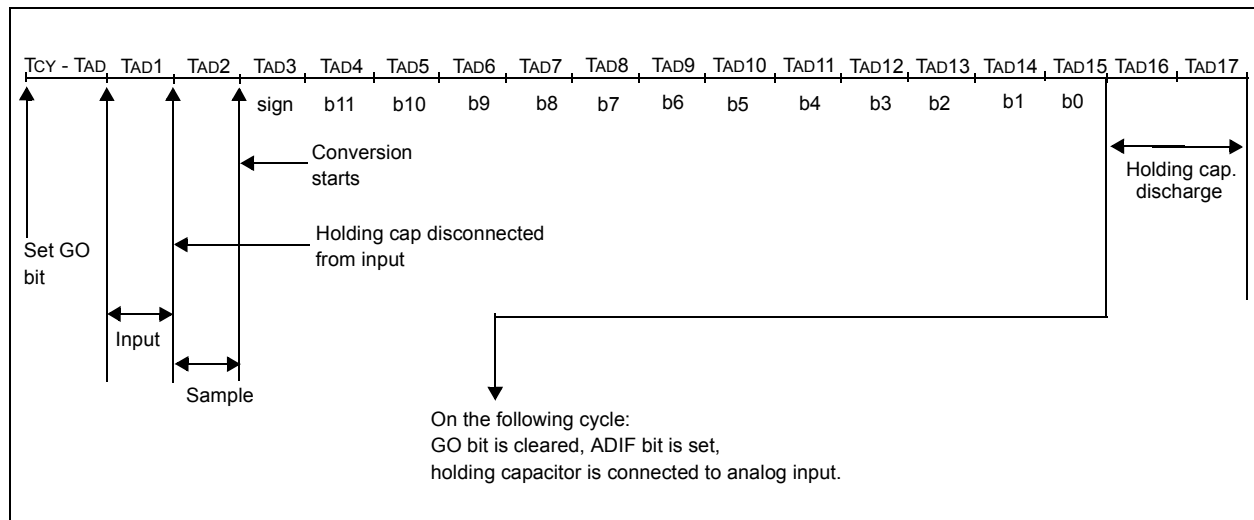 TCY - TAD TAD1 TAD2 TAD3 TAD4 TAD5 TAD6 TAD7 TAD8 TAD9 TAD10 TAD11 TAD12 TAD13 TAD14 TAD15 TAD16 TAD17
sign b11 b10 b9 b8 b7 b6 b5 b4 b3 b2 b1 b0
Conversion
starts
Holding cap.
discharge
Set GO
bit
Holding cap disconnected
from input
Input
Sample
On the following cycle:
GO bit is cleared, ADIF bit is set,
holding capacitor is connected to analog input.